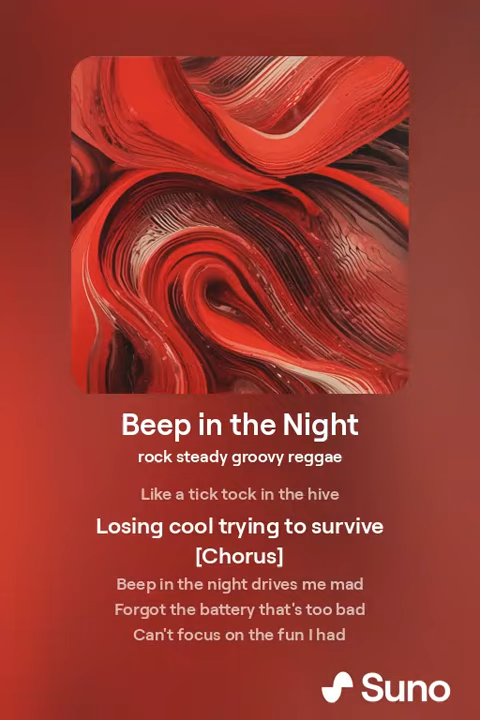 Beep in the Night
rock steady groovy reggae
Like a tick tock in the hive
Losing cool trying to survive
[Chorus]
Beep in the night drives me mad
Forgot the battery that's too bad
Can't focus on the fun I had
Suno